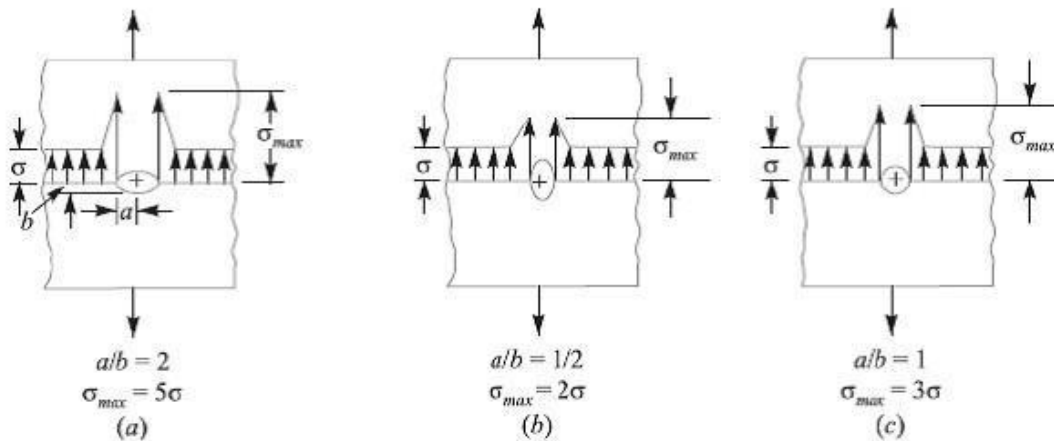 σ
σmax
b
a
a/b = 2
σmax = 5σ
(a)
σ
σmax
a/b = 1/2
σmax = 2σ
(b)
σ
σmax
a/b = 1
σmax = 3σ
(c)